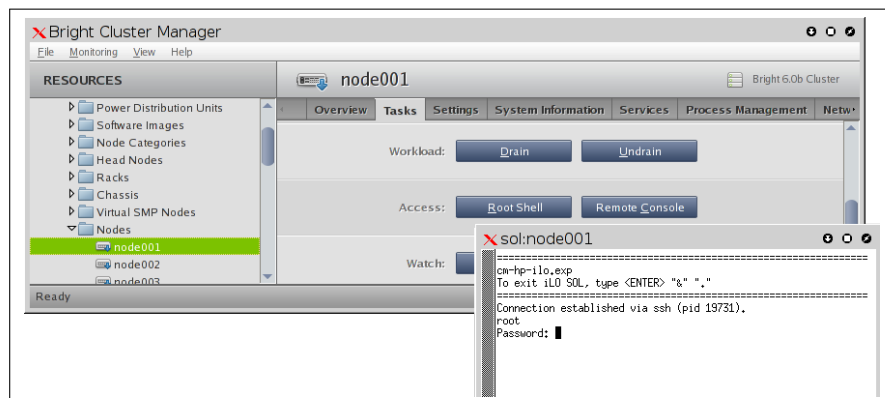 Bright Cluster Manager
File Monitoring View Help
RESOURCES
node001
Bright 6.0b Cluster
Power Distribution Units
Software Images
Node Categories
Head Nodes
Racks
Chassis
Virtual SMP Nodes
Nodes
node001
node002
node003
Ready
Overview Tasks Settings System Information Services Process Management Netw
Workload: Drain Undrain
Access: Root Shell Remote Console
Watch:
sol:node001
==================================================================
cm-hp-ilo.exp
To exit iLO SOL, type <ENTER> "&" "."
==================================================================
Connection established via ssh (pid 19731).
root
Password: